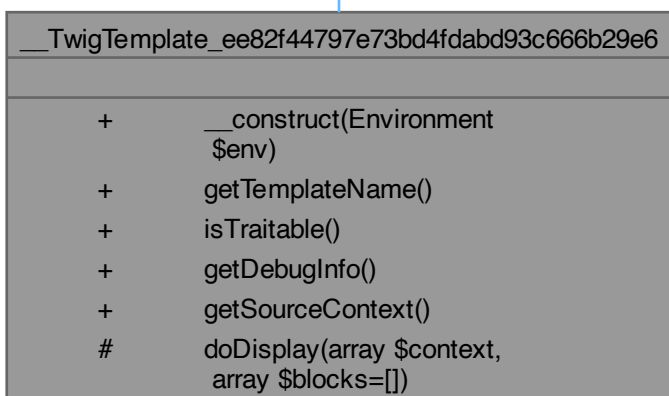 __TwigTemplate_ee82f44797e73bd4fdabd93c666b29e6
+ __construct(Environment
$env)
+ getTemplateName()
+ isTraitable()
+ getDebugInfo()
+ getSourceContext()
# doDisplay(array $context,
array $blocks=[])